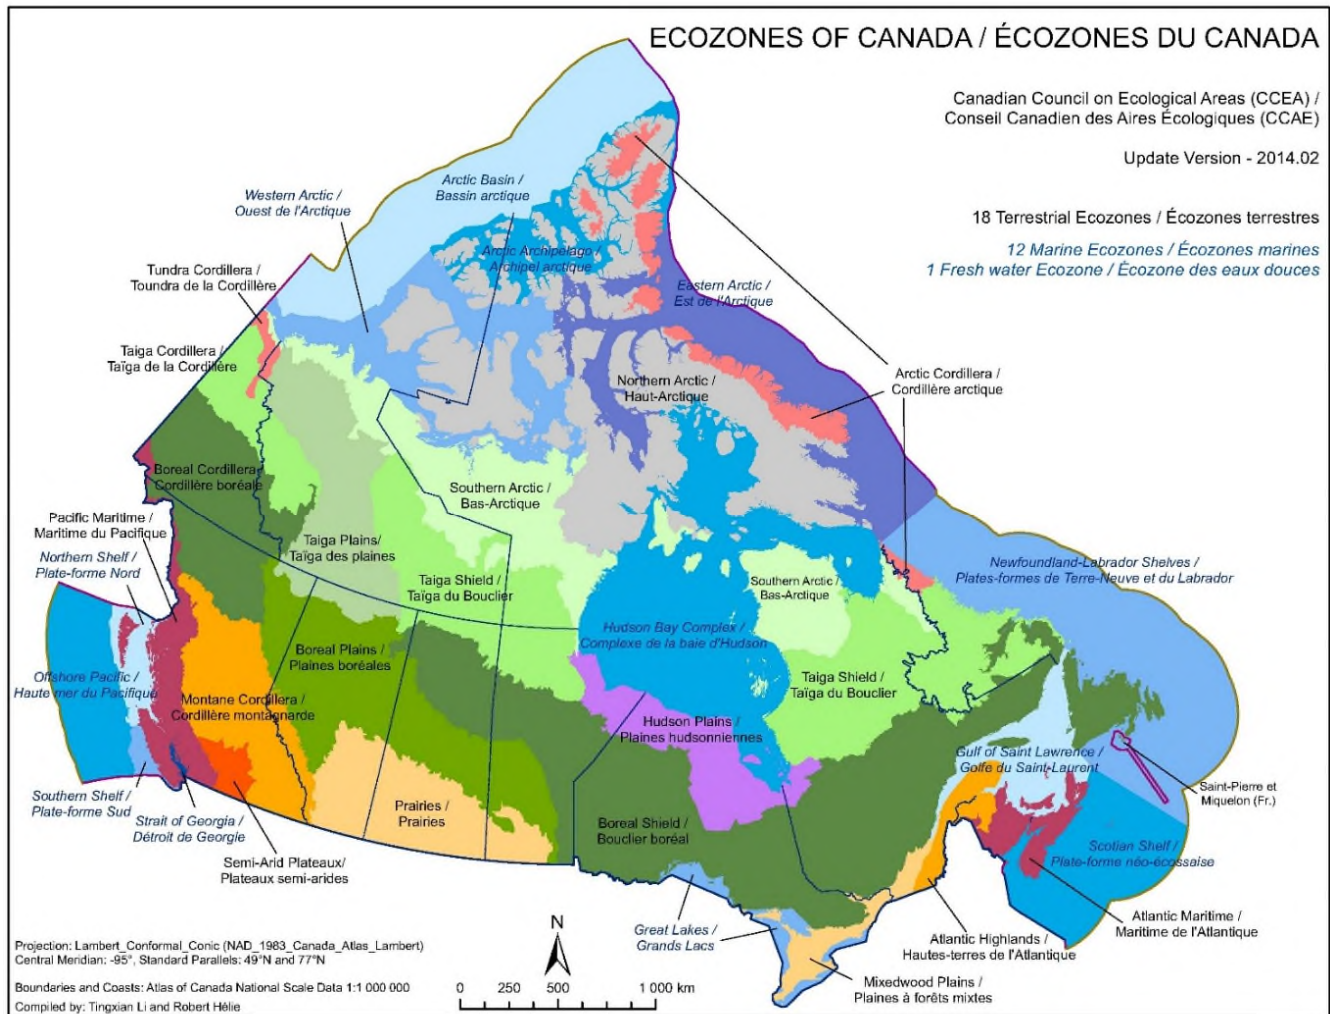 ECOZONES OF CANADA / ÉCOZONES DU CANADA
Canadian Council on Ecological Areas (CCEA) /
Conseil Canadien des Aires Écologiques (CCAE)
Update Version - 2014.02
18 Terrestrial Ecozones / Écozones terrestres
12 Marine Ecozones / Écozones marines
1 Fresh water Ecozone / Écozone des eaux douces
Arctic Basin /
Bassin arctique
Western Arctic /
Ouest de l'Arctique
Arctic Archipelago /
Archipel arctique
Tundra Cordillera /
Toundra de la Cordillère
Eastern Arctic /
Est de l'Arctique
Taiga Cordillera /
Taïga de la Cordillère
Northern Arctic /
Haut-Arctique
Arctic Cordillera /
Cordillère arctique
Boreal Cordillera /
Cordillère boréale
Southern Arctic /
Bas-Arctique
Pacific Maritime /
Maritime du Pacifique
Taiga Plains /
Taïga des plaines
Northern Shelf /
Plate-forme Nord
Newfoundland-Labrador Shelves /
Plates-formes de Terre-Neuve et du Labrador
Taiga Shield /
Taïga du Bouclier
Southern Arctic /
Bas-Arctique
Hudson Bay Complex /
Complexe de la baie d'Hudson
Boreal Plains /
Plaines boréales
Offshore Pacific /
Haute mer du Pacifique
Taiga Shield /
Taïga du Bouclier
Montane Cordillera /
Cordillère montagnarde
Hudson Plains /
Plaines hudsonniennes
Gulf of Saint Lawrence /
Golfe du Saint-Laurent
Saint-Pierre et
Miquelon (Fr.)
Southern Shelf /
Plate-forme Sud
Prairies /
Prairies
Strait of Georgia /
Détroit de Georgie
Boreal Shield /
Bouclier boréal
Scotian Shelf /
Plate-forme néo-écossaise
Semi-Arid Plateaux/
Plateaux semi-arides
Atlantic Maritime /
Maritime de l'Atlantique
Great Lakes /
Grands Lacs
Atlantic Highlands /
Hautes-terres de l'Atlantique
Mixedwood Plains /
Plaines à forêts mixtes
N
0 250 500 1 000 km
Projection: Lambert_Conformal_Conic (NAD_1983_Canada_Atlas_Lambert)
Central Meridian: -95°, Standard Parallels: 49°N and 77°N
Boundaries and Coasts: Atlas of Canada National Scale Data 1:1 000 000
Compiled by: Tingxian Li and Robert Hélie